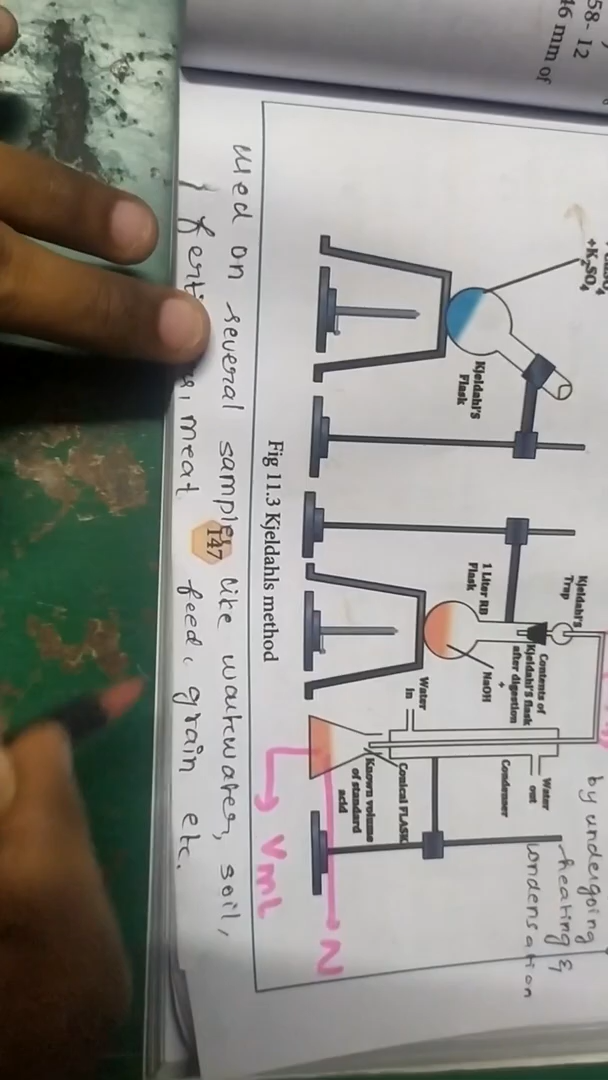 58- 12
46 mm of
+K₂SO₄
Kjeldahl's
Flask
Kjeldahl's
Trap
1 Liter RB
Flask
Contents of
Kjeldahl's flask
after digestion
+
NaOH
Water
in
Water
out
Condenser
Conical FLASK
Known volume
of standard
acid
by undergoing
heating &
condensation
N
VmL
Fig 11.3 Kjeldahls method
on several samples like
soil,
147
meat feed, grain etc.